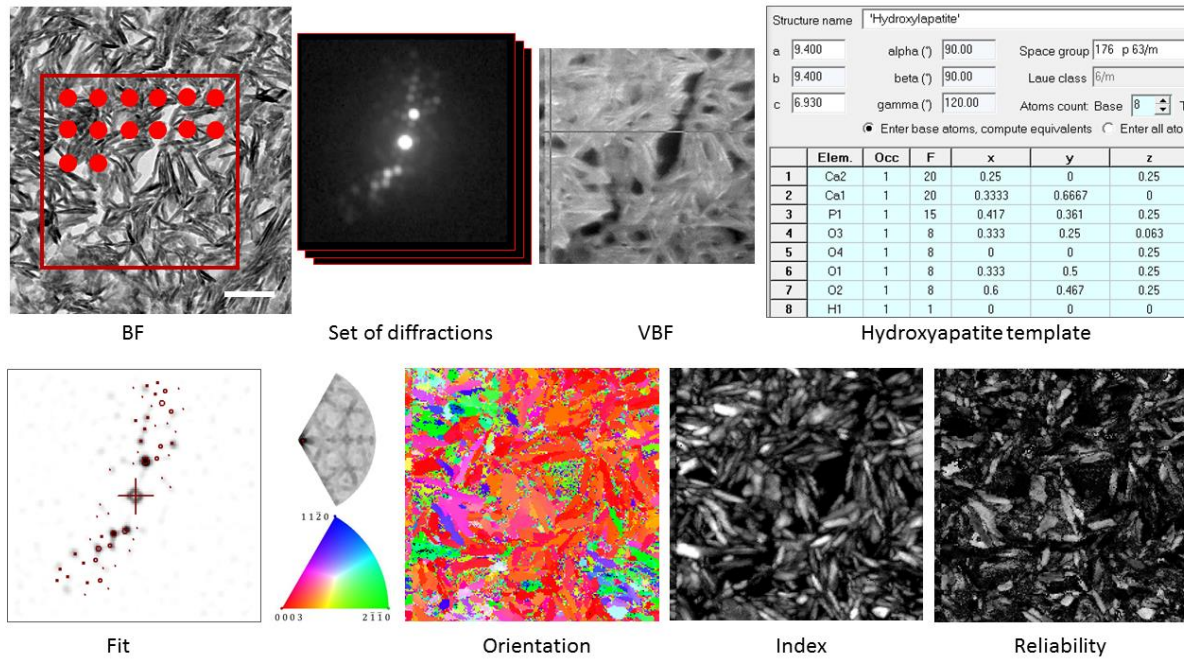 Structure name 'Hydroxylapatite'
a 9.400 alpha (°) 90.00 Space group 176 p 63/m
b 9.400 beta (°) 90.00 Laue class 6/m
c 6.930 gamma (°) 120.00 Atoms count: Base 8 T
Enter base atoms, compute equivalents Enter all ato
Elem. Occ F x y z
1 Ca2 1 20 0.25 0 0.25
2 Ca1 1 20 0.3333 0.6667 0
3 P1 1 15 0.417 0.361 0.25
4 O3 1 8 0.333 0.25 0.063
5 O4 1 8 0 0 0.25
6 O1 1 8 0.333 0.5 0.25
7 O2 1 8 0.6 0.467 0.25
8 H1 1 1 0 0 0
BF Set of diffractions VBF Hydroxyapatite template
11̅20
0003 2̅1̅10
Fit Orientation Index Reliability